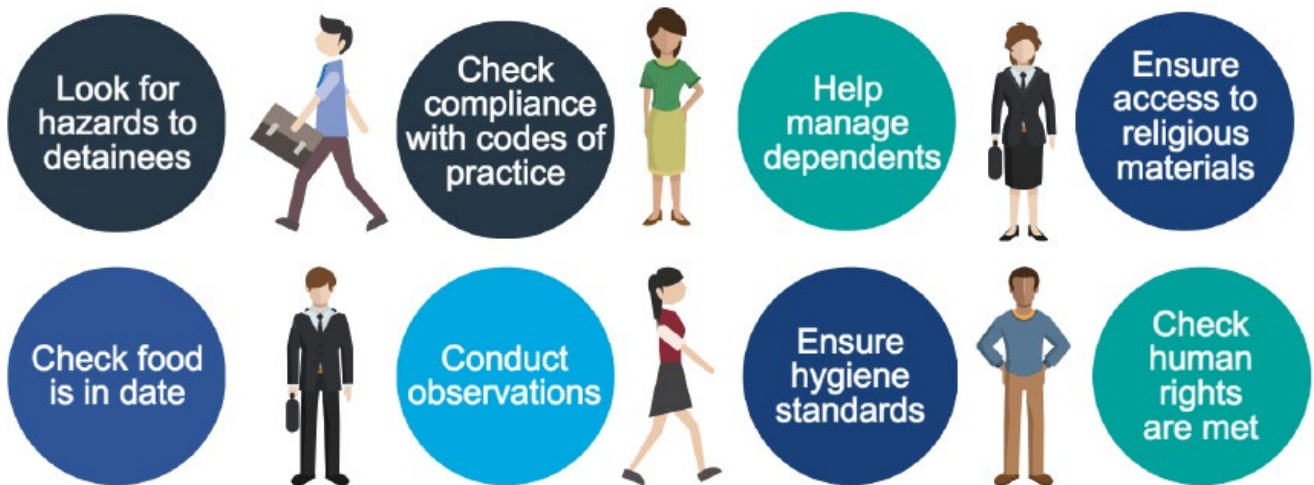 Look for
hazards to
detainees
Check
compliance
with codes of
practice
Help
manage
dependents
Ensure
access to
religious
materials
Check food
is in date
Conduct
observations
Ensure
hygiene
standards
Check
human
rights
are met